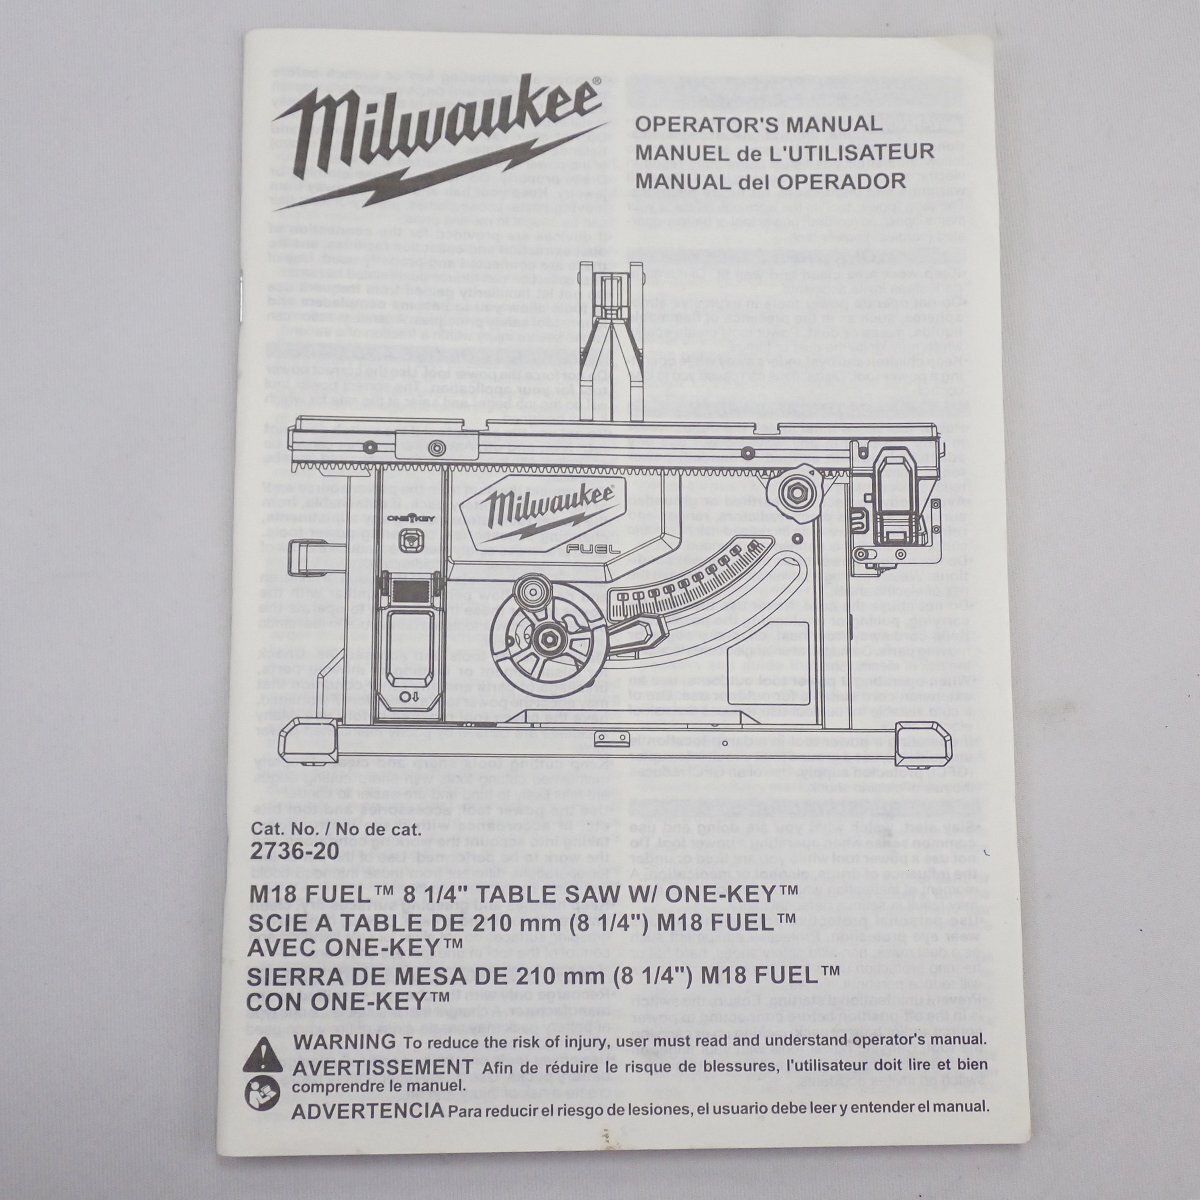 Milwaukee®
OPERATOR'S MANUAL
MANUEL de L'UTILISATEUR
MANUAL del OPERADOR
Milwaukee
FUEL
ONE KEY
Cat. No. / No de cat.
2736-20
M18 FUEL™ 8 1/4" TABLE SAW W/ ONE-KEY™
SCIE A TABLE DE 210 mm (8 1/4") M18 FUEL™
AVEC ONE-KEY™
SIERRA DE MESA DE 210 mm (8 1/4") M18 FUEL™
CON ONE-KEY™
WARNING To reduce the risk of injury, user must read and understand operator's manual.
AVERTISSEMENT Afin de réduire le risque de blessures, l'utilisateur doit lire et bien
comprendre le manuel.
ADVERTENCIA Para reducir el riesgo de lesiones, el usuario debe leer y entender el manual.